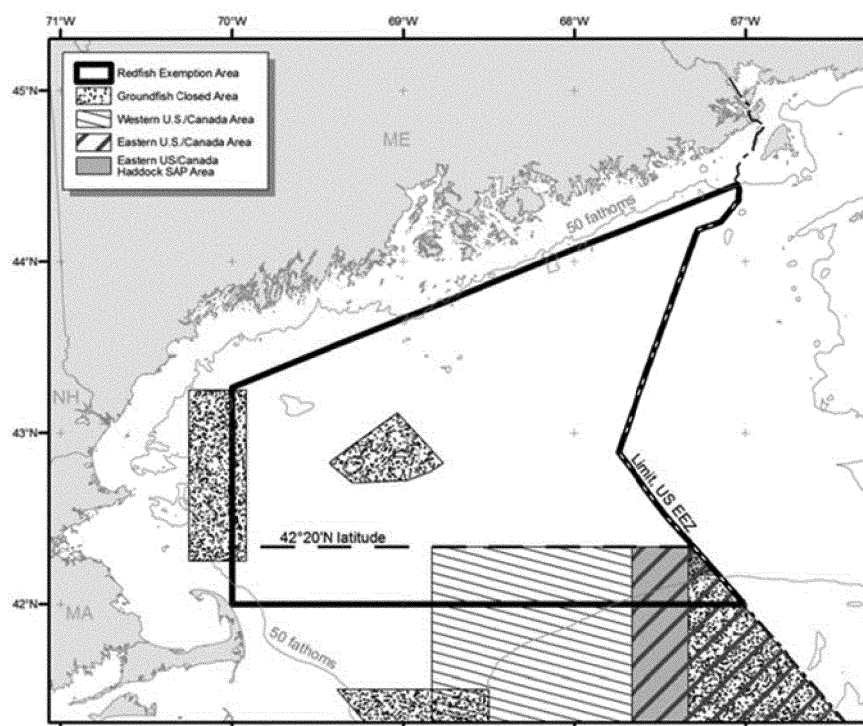 71°W 70°W 69°W 68°W 67°W
45°N
44°N
43°N
42°N
Redfish Exemption Area
Groundfish Closed Area
Western U.S./Canada Area
Eastern U.S./Canada Area
Eastern US/Canada
Haddock SAP Area
ME
50 fathoms
NH
Limit, US EEZ
42°20'N latitude
MA
50 fathoms